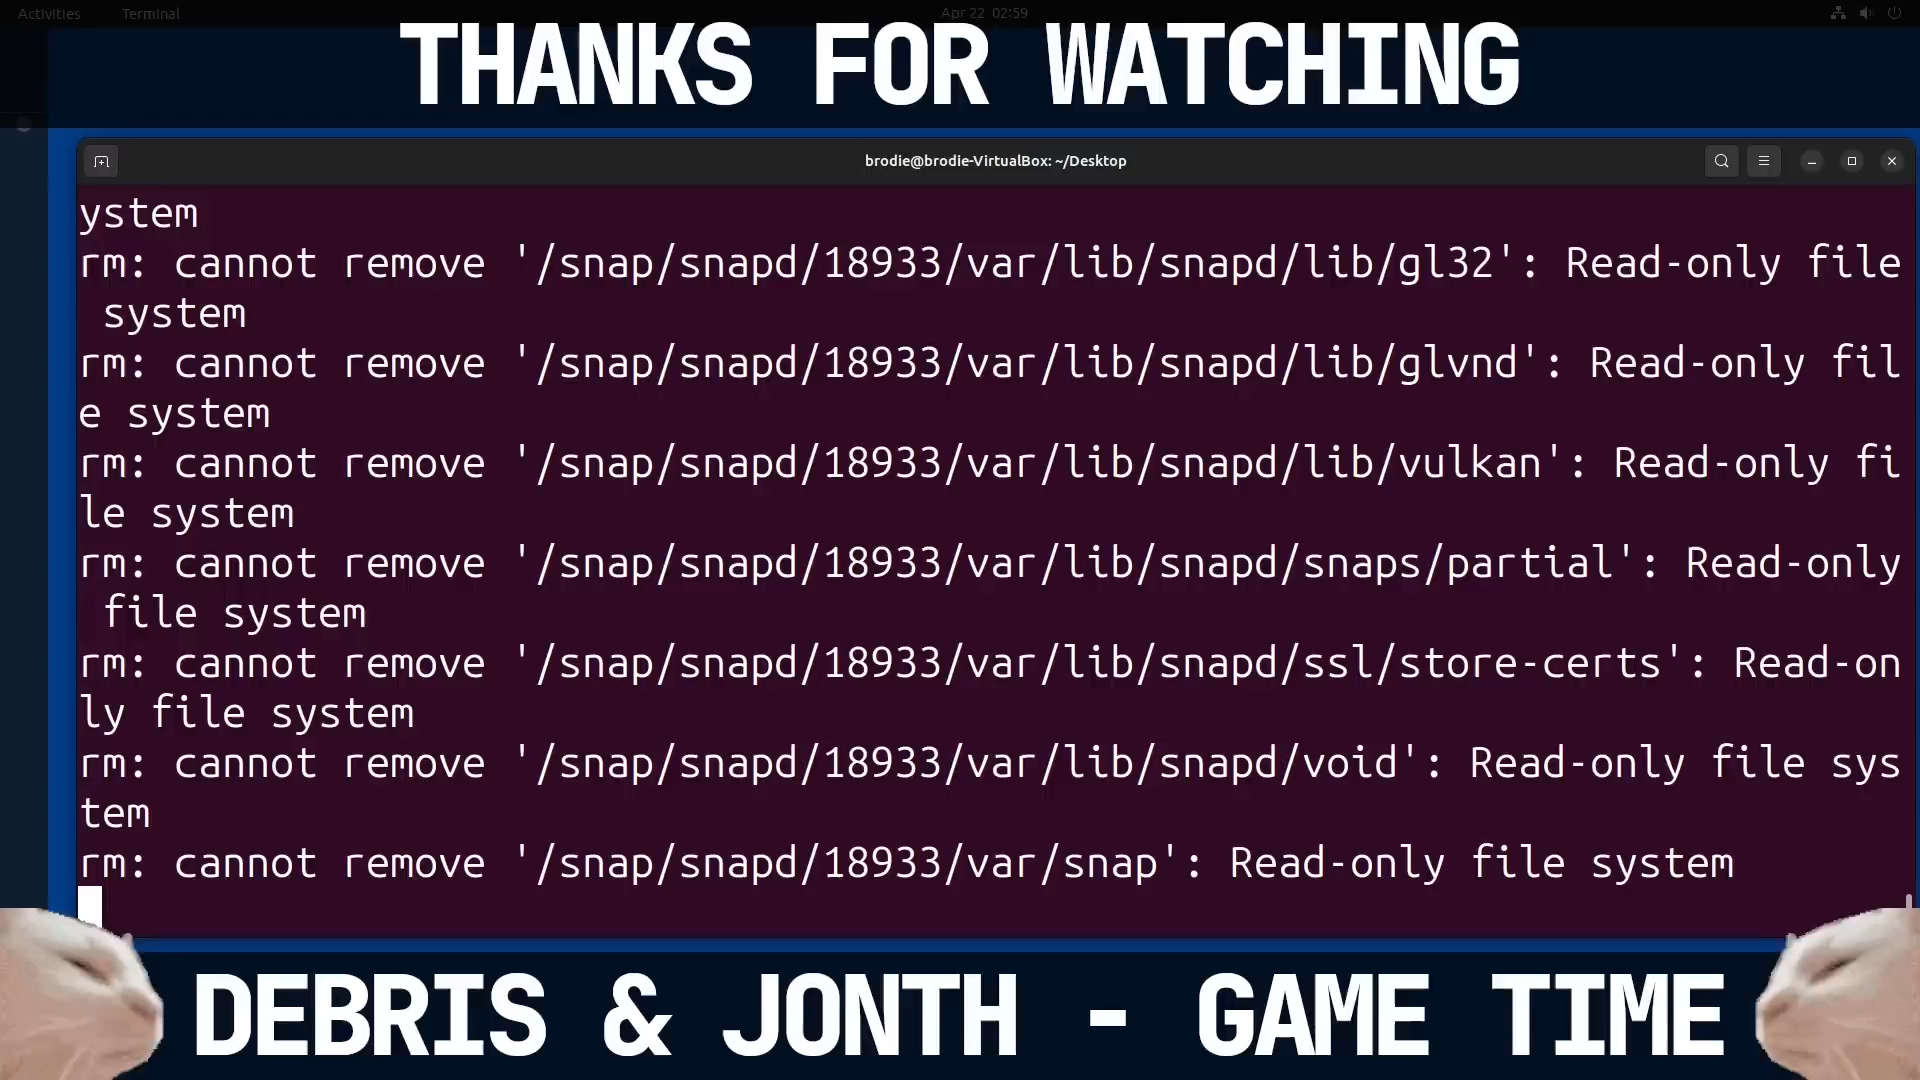 Activities Terminal Apr 22 02:59
THANKS FOR WATCHING
brodie@brodie-VirtualBox: ~/Desktop
ystem
rm: cannot remove '/snap/snapd/18933/var/lib/snapd/lib/gl32': Read-only file
 system
rm: cannot remove '/snap/snapd/18933/var/lib/snapd/lib/glvnd': Read-only fil
e system
rm: cannot remove '/snap/snapd/18933/var/lib/snapd/lib/vulkan': Read-only fi
le system
rm: cannot remove '/snap/snapd/18933/var/lib/snapd/snaps/partial': Read-only
 file system
rm: cannot remove '/snap/snapd/18933/var/lib/snapd/ssl/store-certs': Read-on
ly file system
rm: cannot remove '/snap/snapd/18933/var/lib/snapd/void': Read-only file sys
tem
rm: cannot remove '/snap/snapd/18933/var/snap': Read-only file system
DEBRIS & JONTH - GAME TIME